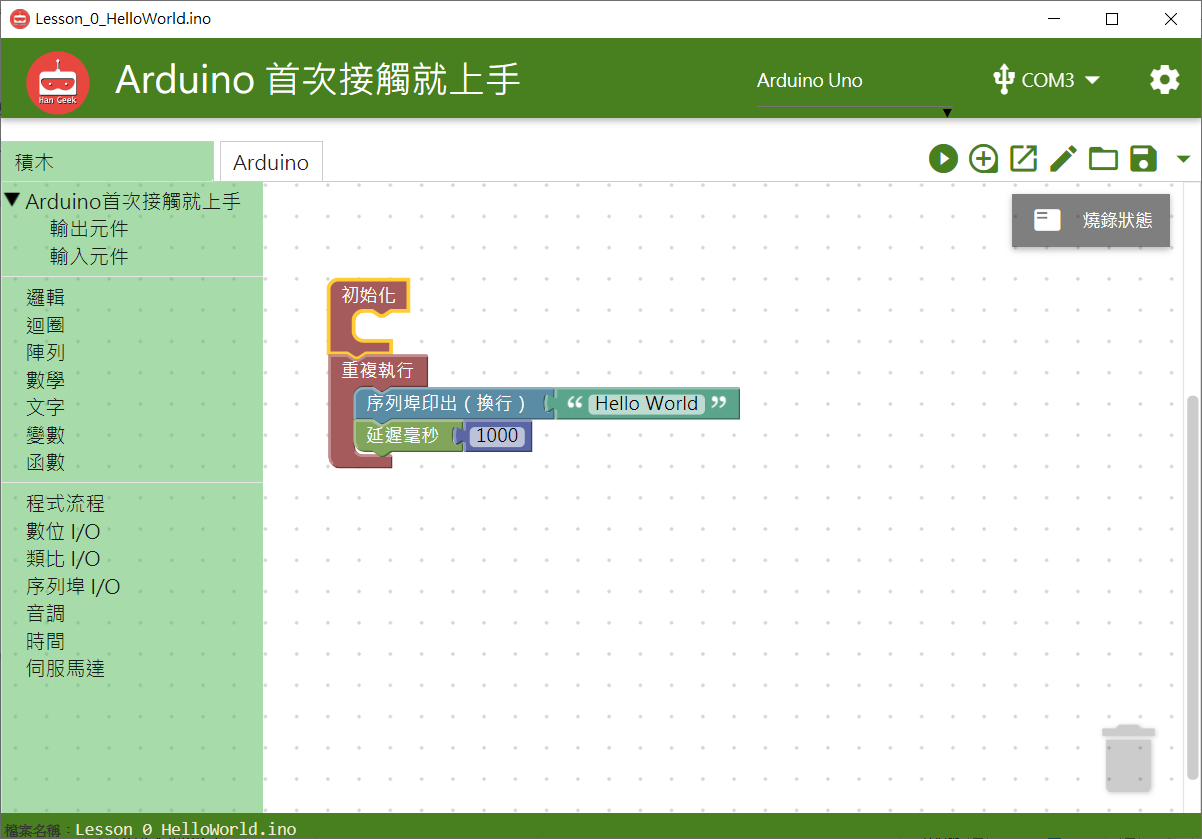 Lesson_0_HelloWorld.ino
Han Geek
Arduino 首次接觸就上手
Arduino Uno
COM3
積木
Arduino
Arduino首次接觸就上手
輸出元件
輸入元件
邏輯
迴圈
陣列
數學
文字
變數
函數
程式流程
數位 I/O
類比 I/O
序列埠 I/O
音調
時間
伺服馬達
燒錄狀態
初始化
重複執行
序列埠印出 ( 換行 ) “ Hello World ”
延遲毫秒 1000
檔案名稱：Lesson_0_HelloWorld.ino